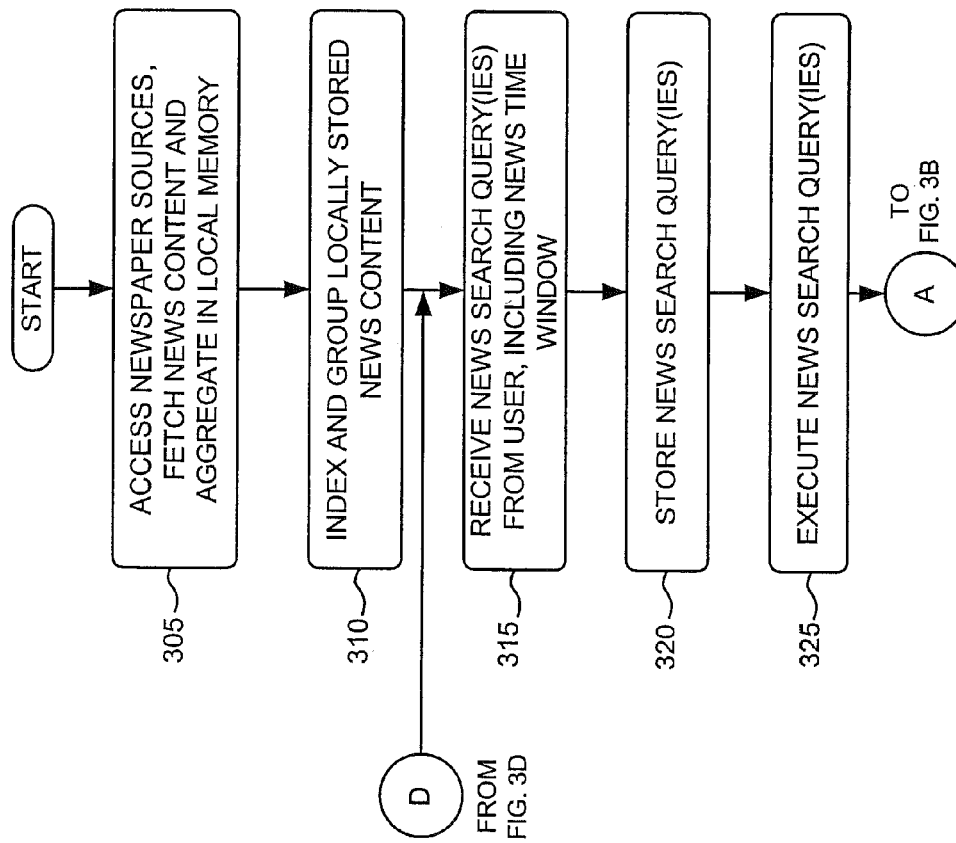 START
ACCESS NEWSPAPER SOURCES,
FETCH NEWS CONTENT AND
AGGREGATE IN LOCAL MEMORY
305
INDEX AND GROUP LOCALLY STORED
NEWS CONTENT
310
D
FROM
FIG. 3D
RECEIVE NEWS SEARCH QUERY(IES)
FROM USER, INCLUDING NEWS TIME
WINDOW
315
STORE NEWS SEARCH QUERY(IES)
320
EXECUTE NEWS SEARCH QUERY(IES)
325
A
TO
FIG. 3B